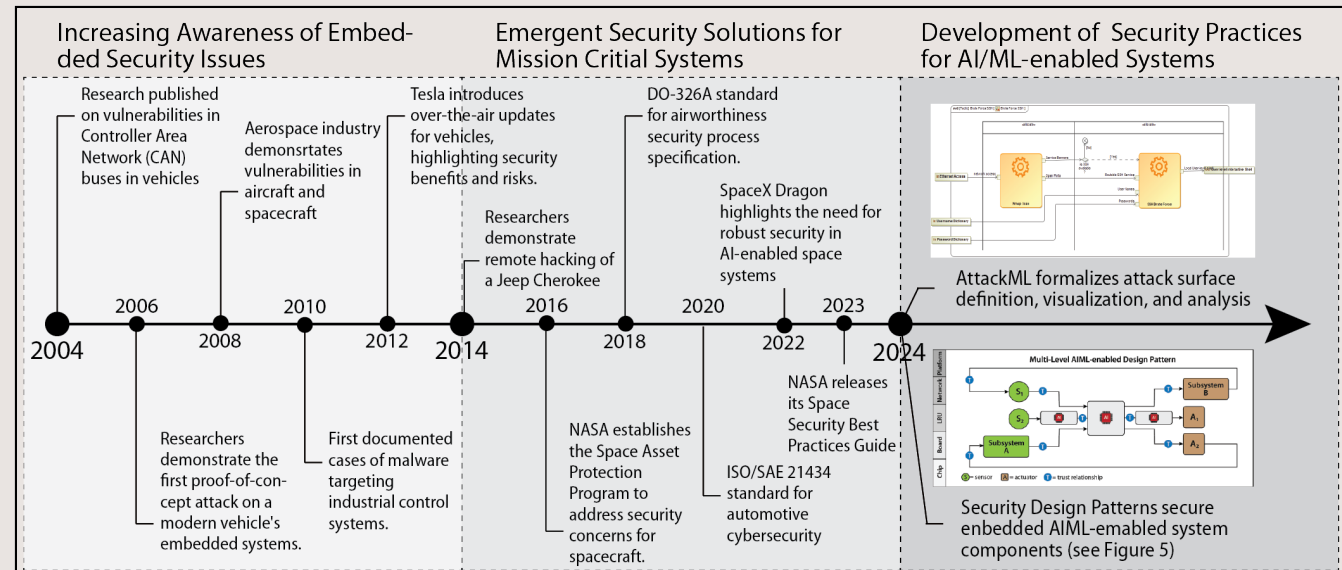 Increasing Awareness of Embed-
ded Security Issues
Emergent Security Solutions for
Mission Critial Systems
Development of Security Practices
for AI/ML-enabled Systems
Research published
on vulnerabilities in
Controller Area
Network (CAN)
buses in vehicles
Aerospace industry
demonsrtates
vulnerabilities in
aircraft and
spacecraft
Tesla introduces
over-the-air updates
for vehicles,
highlighting security
benefits and risks.
Researchers
demonstrate
remote hacking of
a Jeep Cherokee
DO-326A standard
for airworthiness
security process
specification.
SpaceX Dragon
highlights the need for
robust security in
AI-enabled space
systems
AttackML formalizes attack surface
definition, visualization, and analysis
2004
2006
2008
2010
2012
2014
2016
2018
2020
2022
2023
2024
Researchers
demonstrate the
first proof-of-con-
cept attack on a
modern vehicle's
embedded systems.
First documented
cases of malware
targeting
industrial control
systems.
NASA establishes
the Space Asset
Protection
Program to
address security
concerns for
spacecraft.
ISO/SAE 21434
standard for
automotive
cybersecurity
NASA releases
its Space
Security Best
Practices Guide
Multi-Level AIML-enabled Design Pattern
Platform
Network
LRU
Board
Chip
S1
S2
Subsystem
A
Subsystem
B
A1
A2
T
T
T
T
T
T
T
T
AI
AI
AI
S = sensor
A = actuator
T = trust relationship
Security Design Patterns secure
enbedded AIML-enabled system
components (see Figure 5)